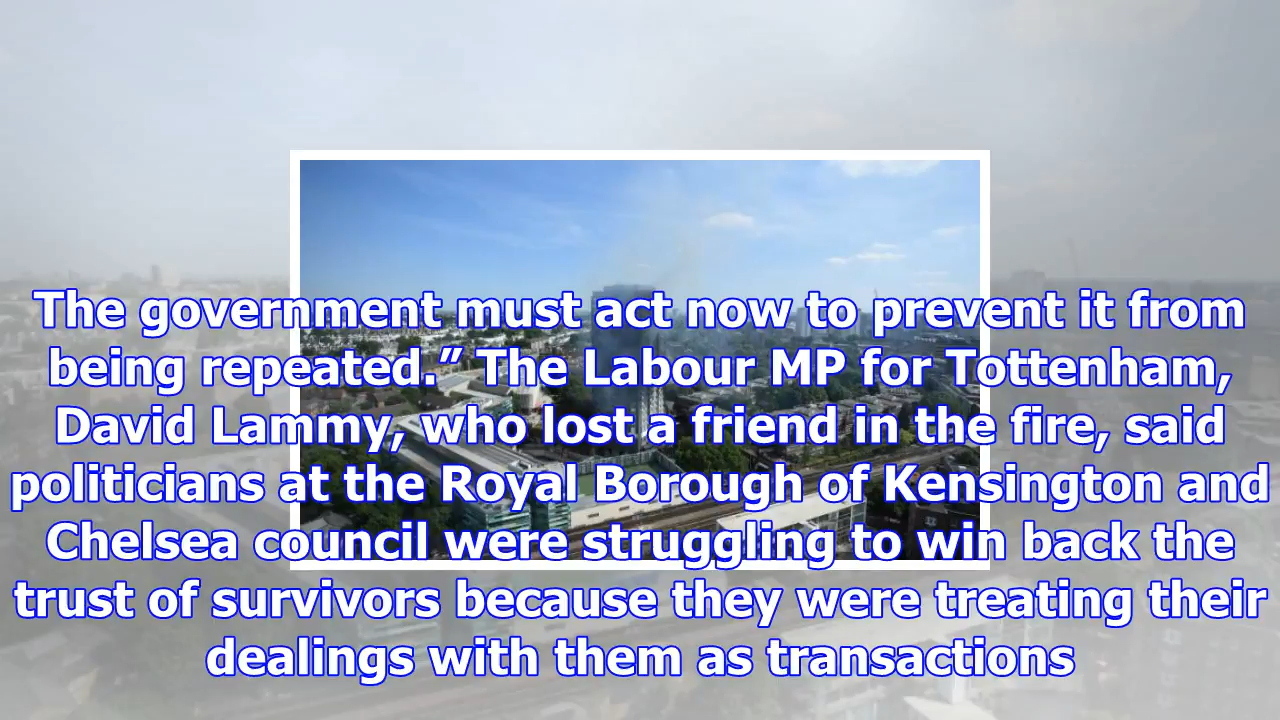 The government must act now to prevent it from
being repeated.” The Labour MP for Tottenham,
David Lammy, who lost a friend in the fire, said
politicians at the Royal Borough of Kensington and
Chelsea council were struggling to win back the
trust of survivors because they were treating their
dealings with them as transactions